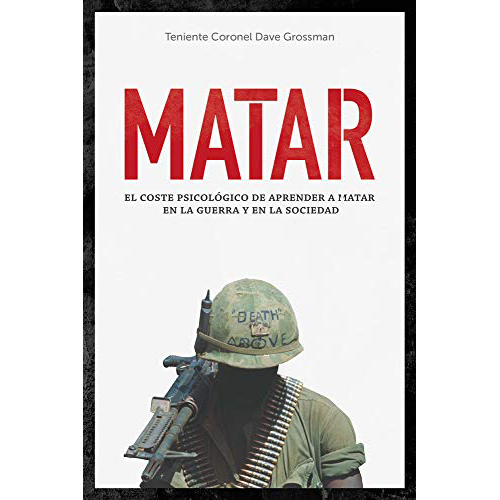 Teniente Coronel Dave Grossman
MATAR
EL COSTE PSICOLÓGICO DE APRENDER A MATAR
EN LA GUERRA Y EN LA SOCIEDAD
"DEATH"
ABOVE